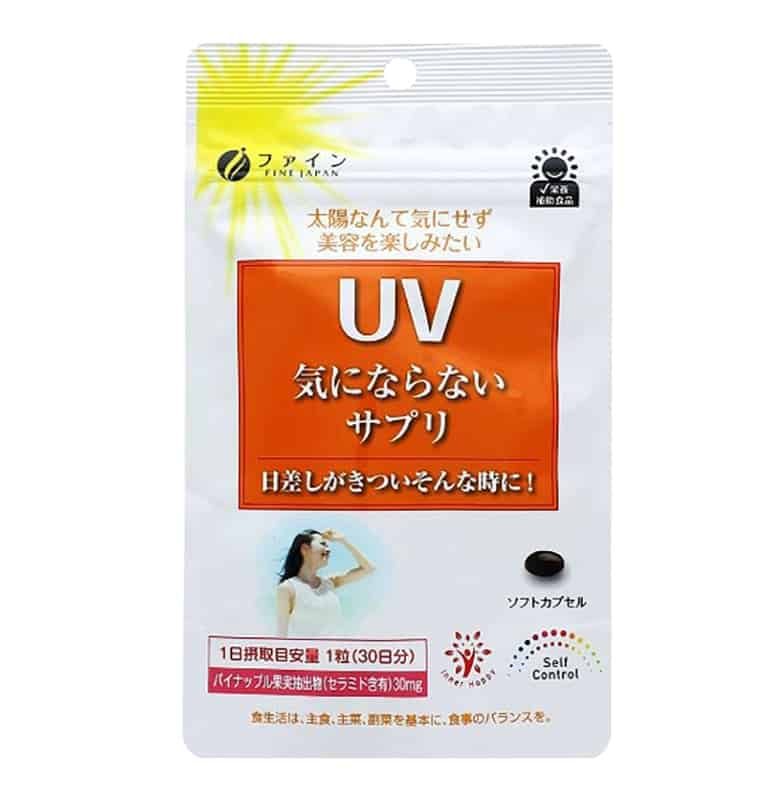 ファイン
FINE JAPAN
✓栄養
補助食品
太陽なんて気にせず
美容を楽しみたい
UV
気にならない
サプリ
日差しがきついそんな時に!
ソフトカプセル
1日摂取目安量 1粒(30日分)
パイナップル果実抽出物(セラミド含有)30mg
Inner Happy
Self
Control
食生活は、主食、主菜、副菜を基本に、食事のバランスを。